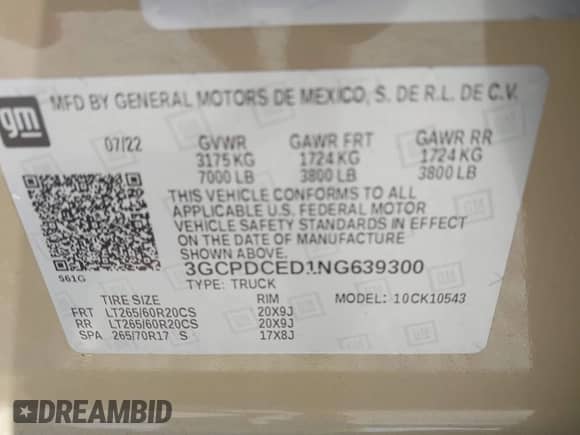 gm
MFD BY GENERAL MOTORS DE MEXICO, S. DE R.L. DE C.V.
07/22 GVWR GAWR FRT GAWR RR
3175 KG 1724 KG 1724 KG
7000 LB 3800 LB 3800 LB
THIS VEHICLE CONFORMS TO ALL
APPLICABLE U.S. FEDERAL MOTOR
VEHICLE SAFETY STANDARDS IN EFFECT
ON THE DATE OF MANUFACTURE
SHOWN ABOVE.
561G
3GCPDCED1NG639300
TYPE: TRUCK MODEL: 10CK10543
TIRE SIZE RIM
FRT LT265/60R20CS 20X9J
RR LT265/60R20CS 20X9J
SPA 265/70R17 S 17X8J
DREAMBID